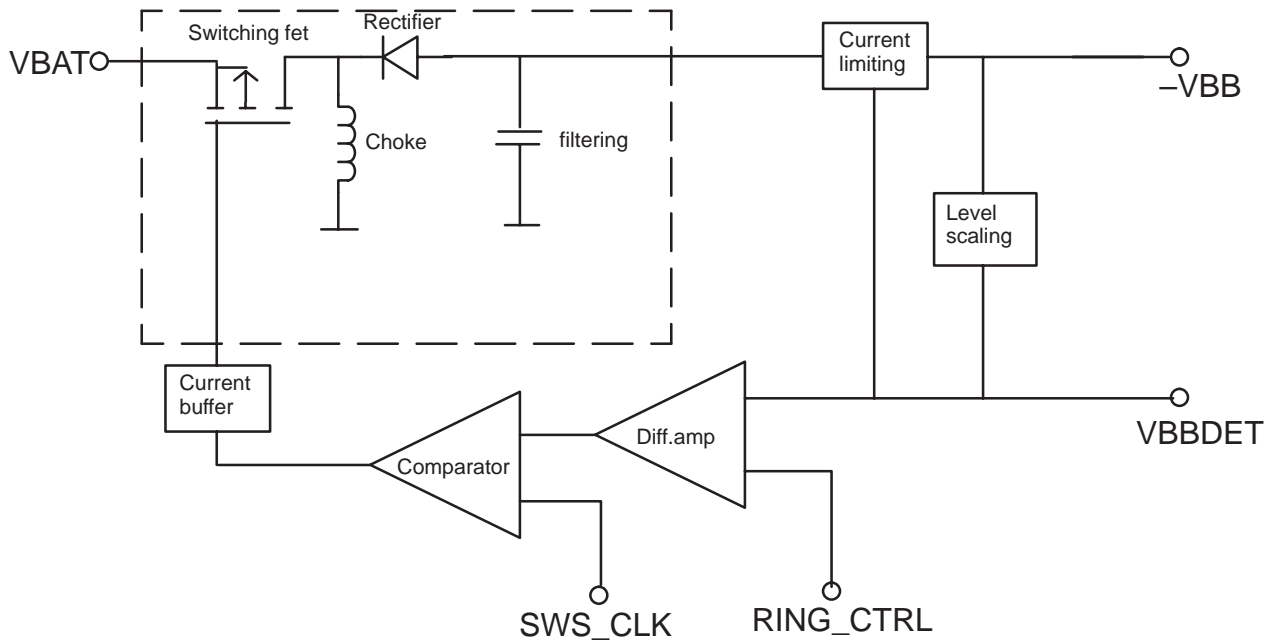 Rectifier
Switching fet
VBAT
Current
limiting
–VBB
Choke
filtering
Level
scaling
Current
buffer
Diff.amp
VBBDET
Comparator
SWS_CLK
RING_CTRL